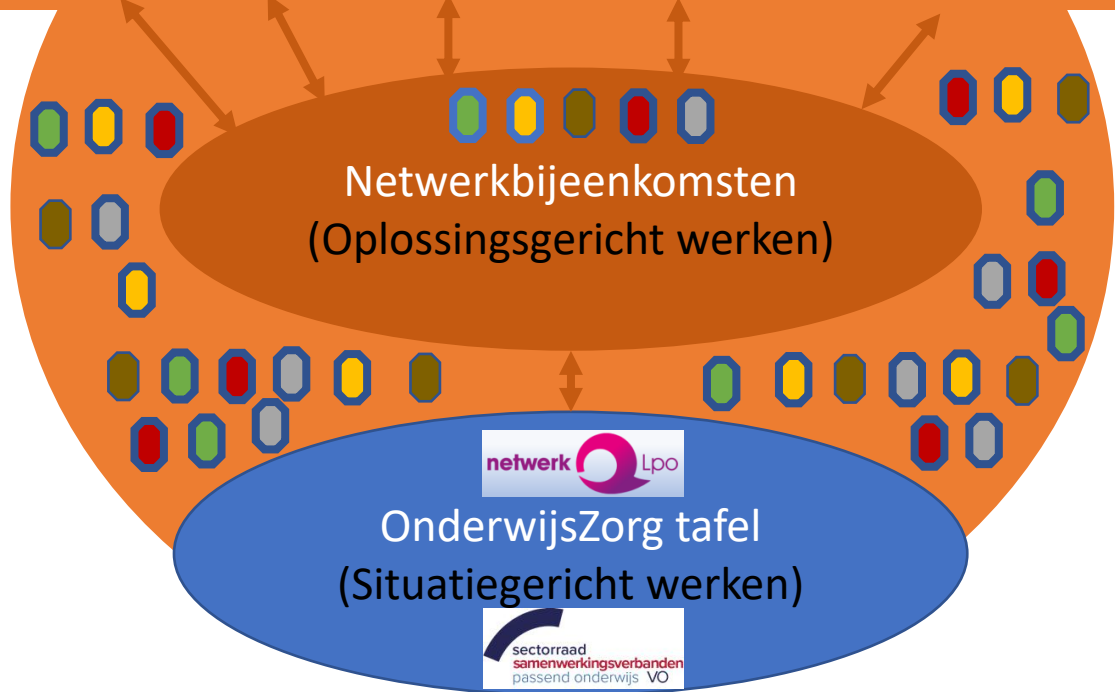 Netwerkbijeenkomsten
(Oplossingsgericht werken)
netwerk Lpo
OnderwijsZorg tafel
(Situatiegericht werken)
sectorraad
samenwerkingsverbanden
passend onderwijs VO